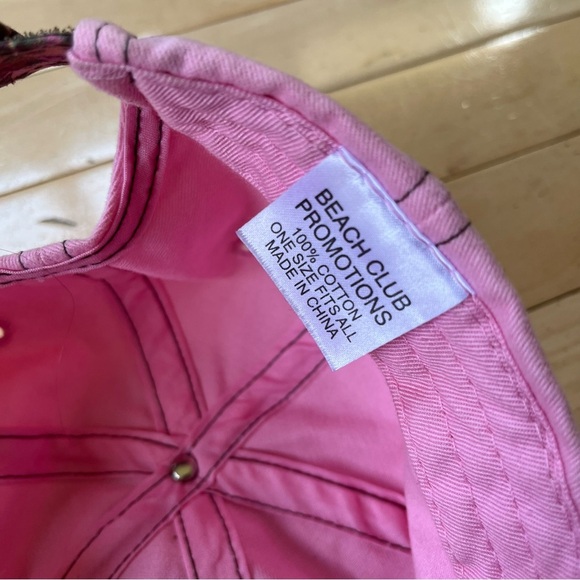 BEACH CLUB
PROMOTIONS
100% COTTON
ONE SIZE FITS ALL
MADE IN CHINA